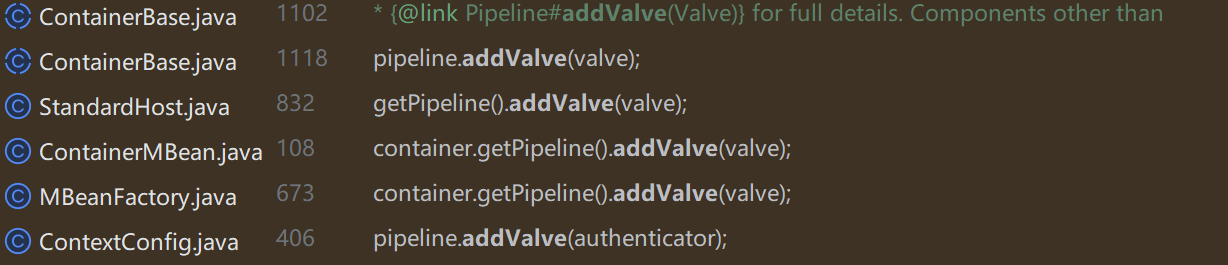 ContainerBase.java 1102 * {@link Pipeline#addValve(Valve)} for full details. Components other than
ContainerBase.java 1118 pipeline.addValve(valve);
StandardHost.java 832 getPipeline().addValve(valve);
ContainerMBean.java 108 container.getPipeline().addValve(valve);
MBeanFactory.java 673 container.getPipeline().addValve(valve);
ContextConfig.java 406 pipeline.addValve(authenticator);